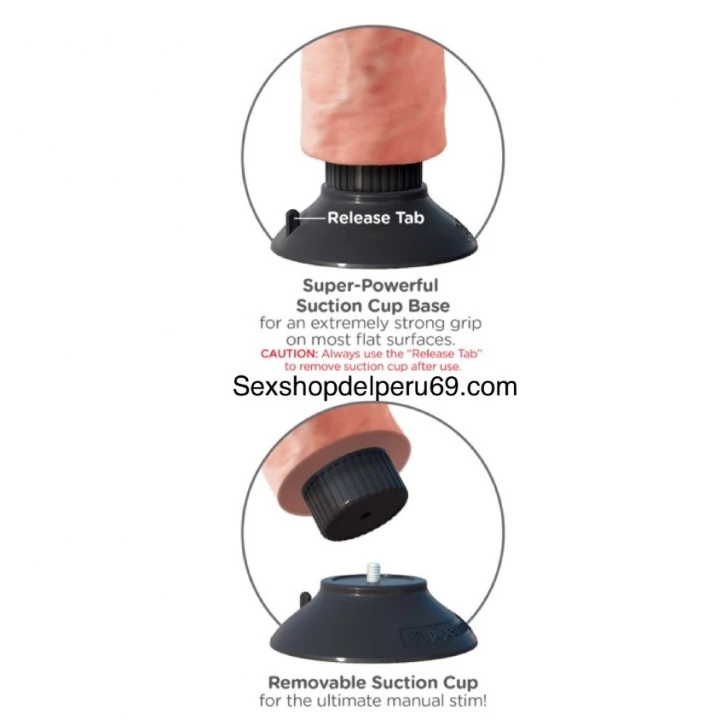 Release Tab
Super-Powerful
Suction Cup Base
for an extremely strong grip
on most flat surfaces.
CAUTION: Always use the "Release Tab"
to remove suction cup after use.
Sexshopdelperu69.com
Removable Suction Cup
for the ultimate manual stim!